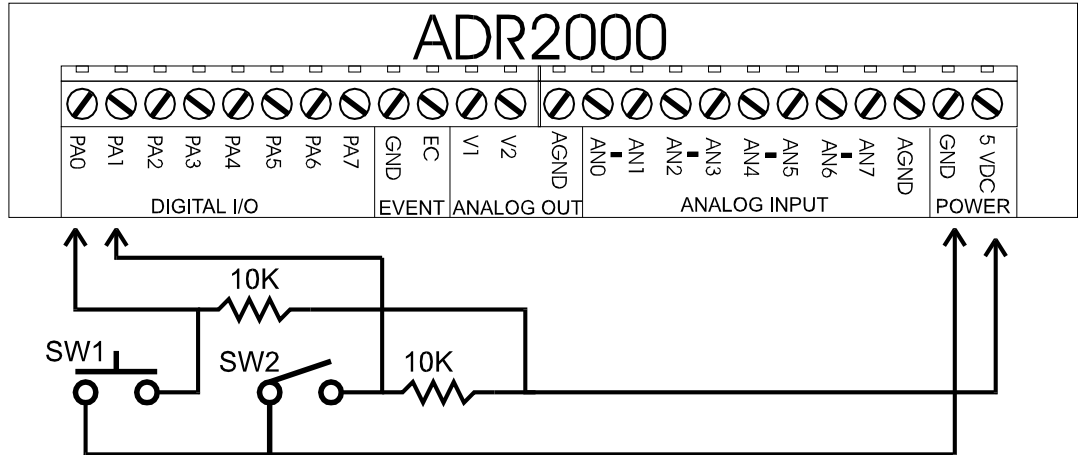 ADR2000
PA0 PA1 PA2 PA3 PA4 PA5 PA6 PA7 GND EC V1 V2 AGND AN0 - AN1 AN2 - AN3 AN4 - AN5 AN6 - AN7 AGND GND 5 VDC
DIGITAL I/O EVENT ANALOG OUT ANALOG INPUT POWER
10K
SW1 SW2 10K